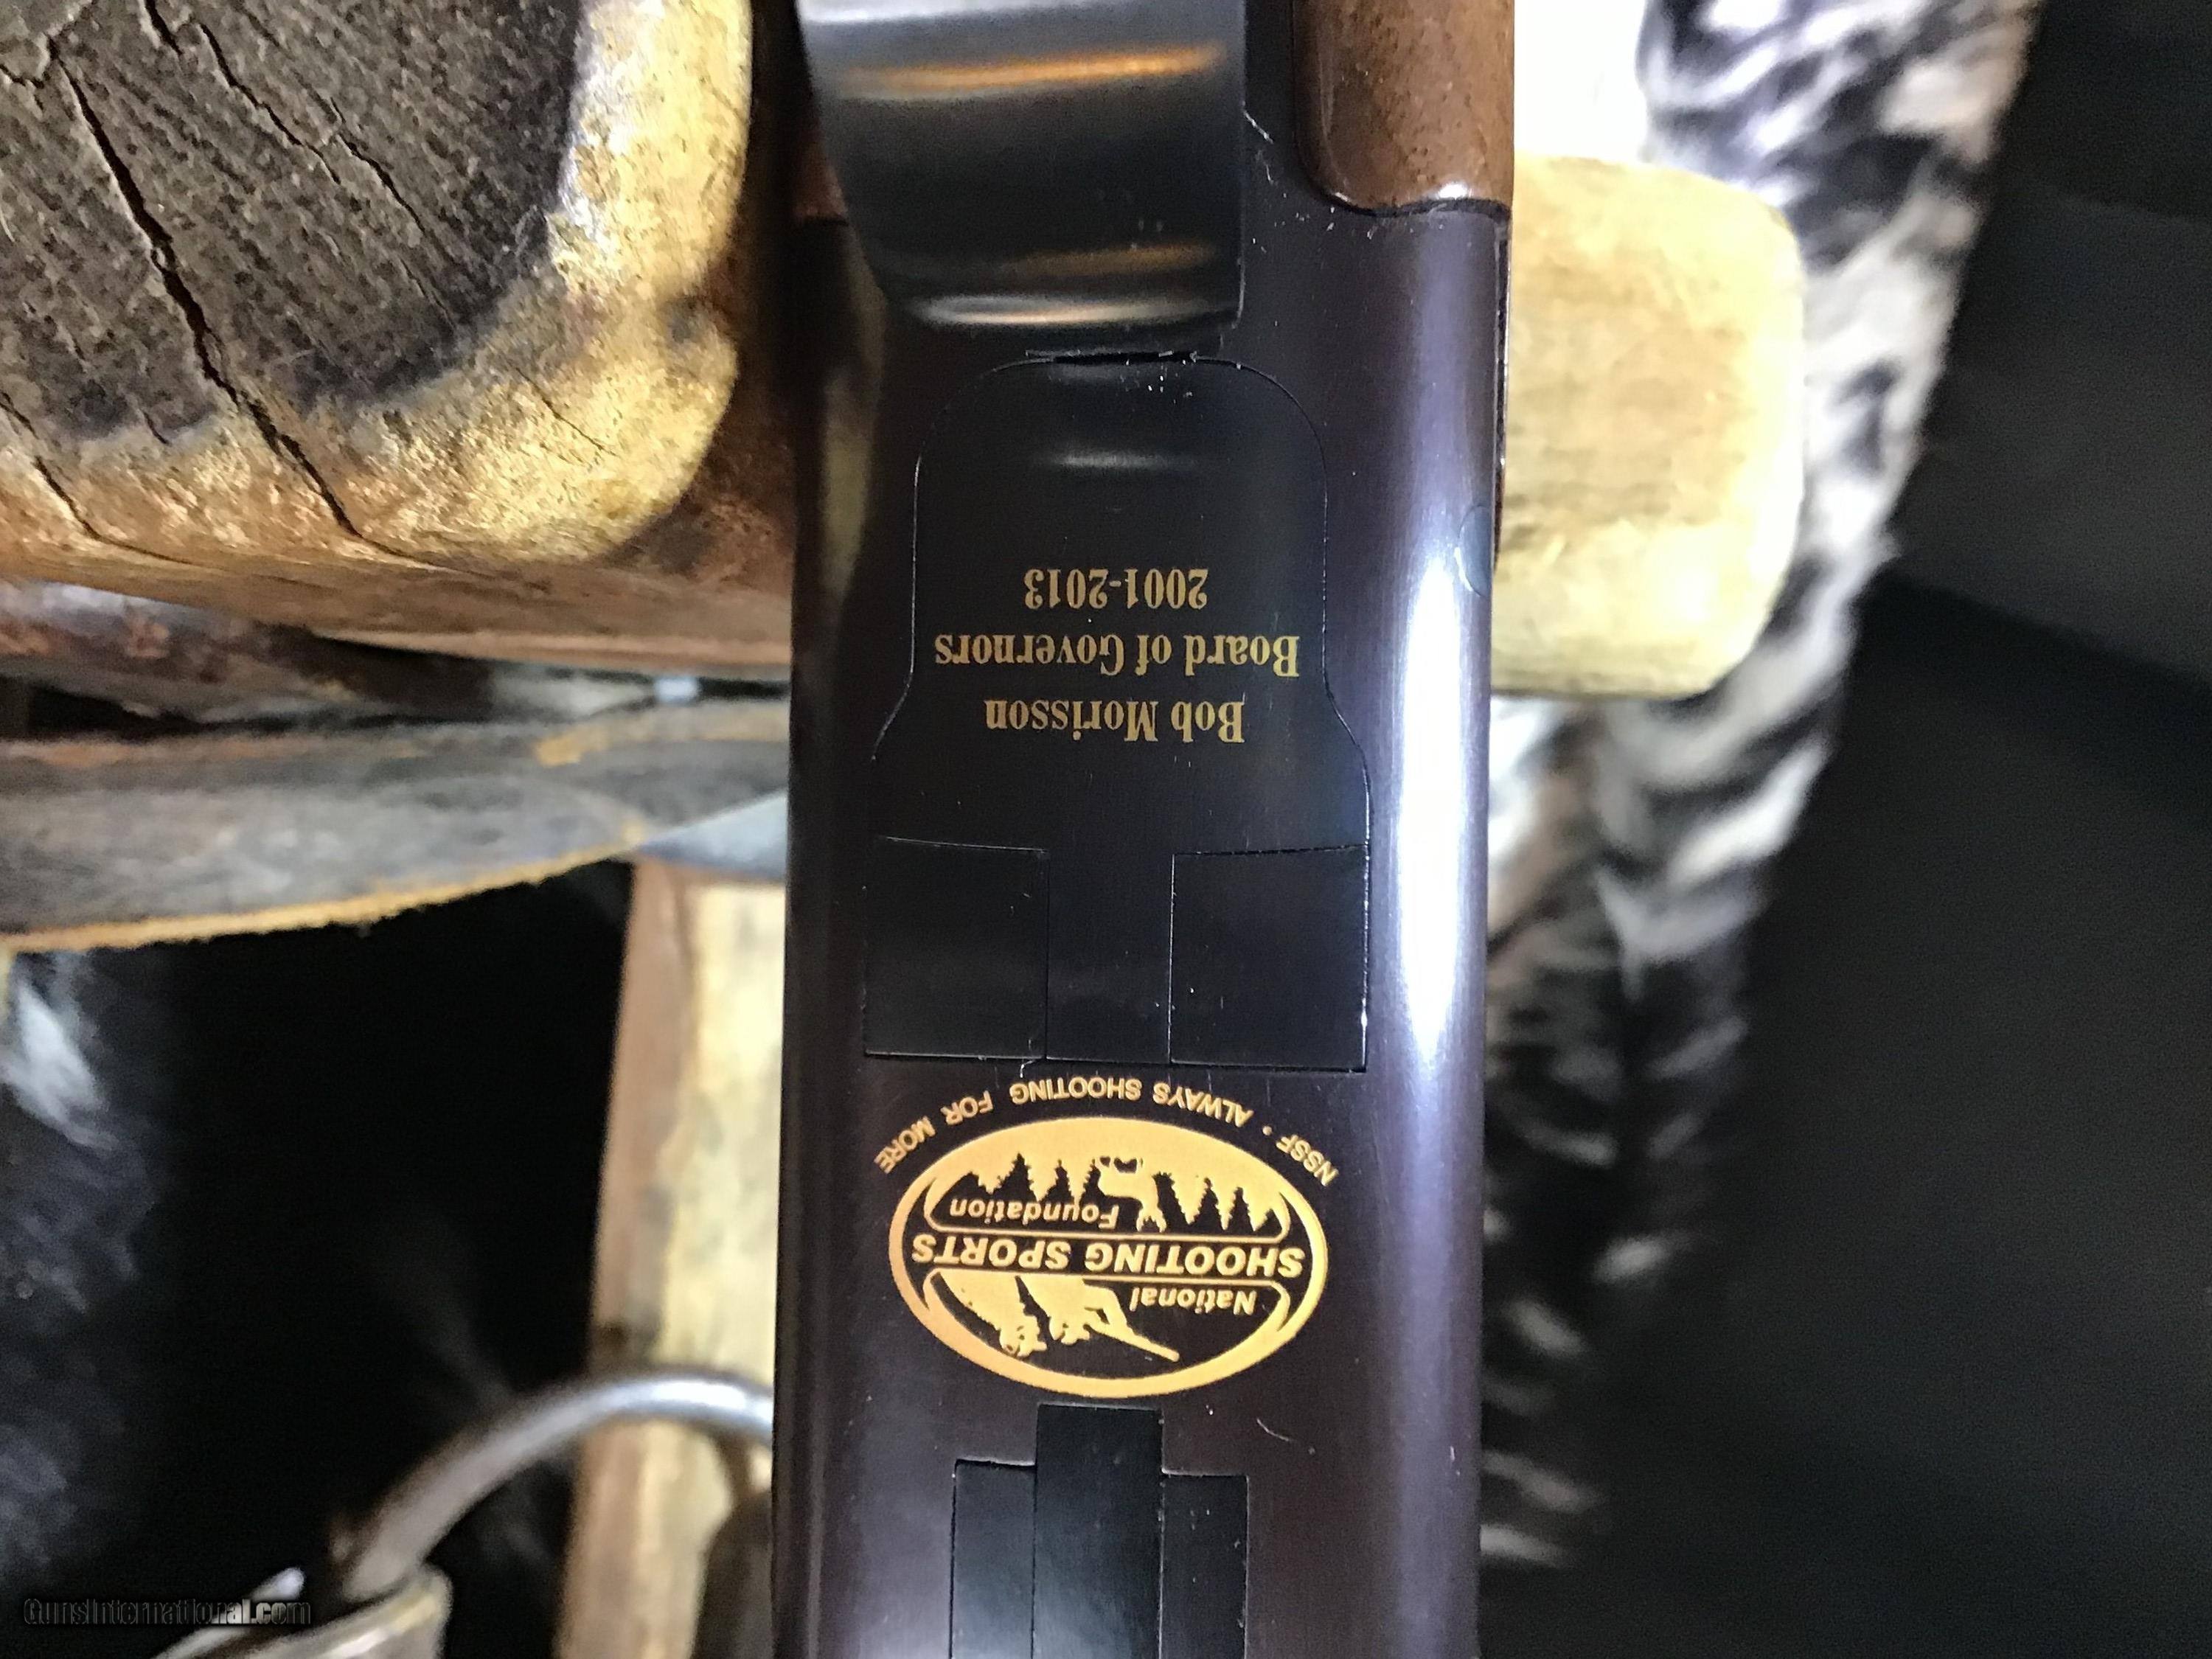 NSSF • ALWAYS SHOOTING FOR MORE
National
SHOOTING SPORTS
Foundation
Bob Morisson
Board of Governors
2001-2013
GunsInternational.com